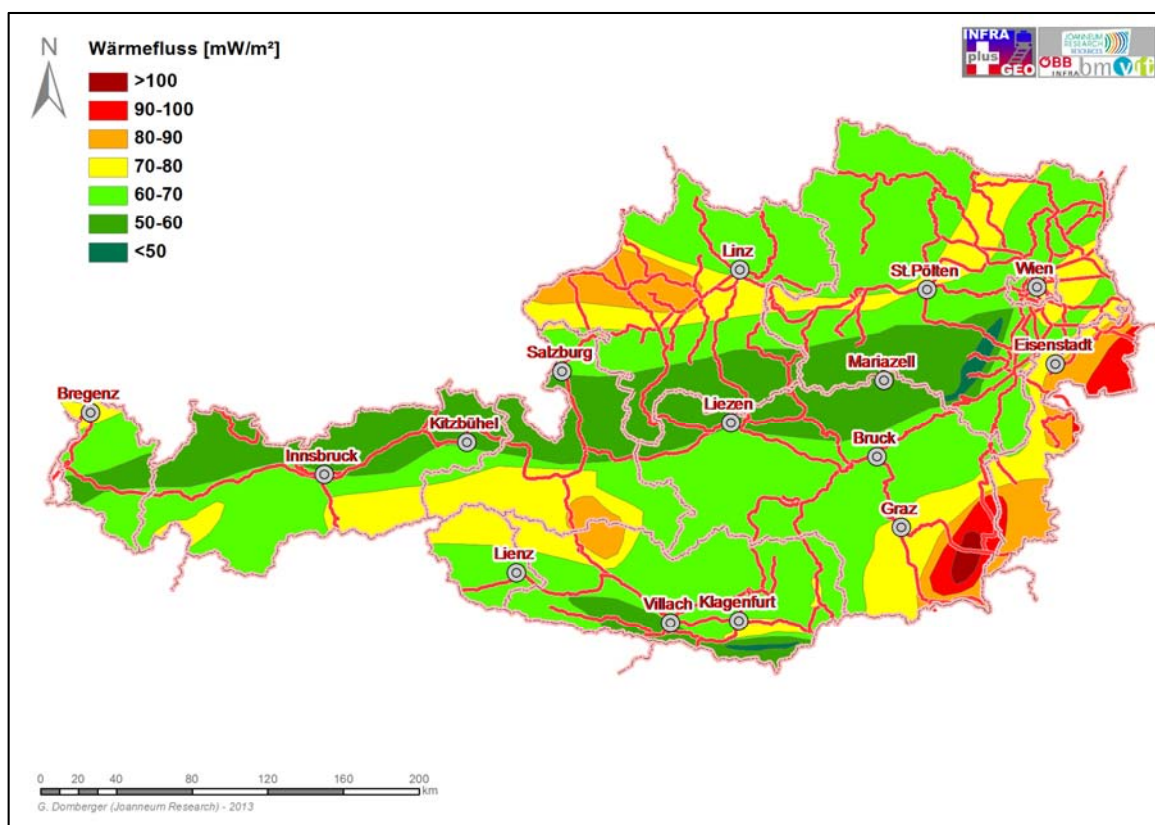 N
Wärmefluss [mW/m²]
>100
90-100
80-90
70-80
60-70
50-60
<50
INFRA
plus
GEO
JOANNEUM
RESEARCH
ÖBB
INFRA
bmvit
Linz
St.Pölten
Wien
Salzburg
Eisenstadt
Mariazell
Bregenz
Kitzbühel
Liezen
Innsbruck
Bruck
Graz
Lienz
Villach
Klagenfurt
0 20 40 80 120 160 200
km
G. Domberger (Joanneum Research) - 2013